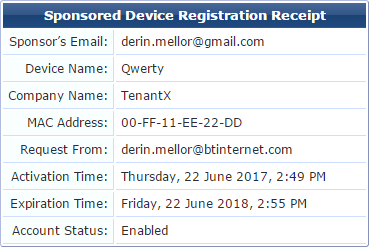 Sponsored Device Registration Receipt
Sponsor's Email: derin.mellor@gmail.com
Device Name: Qwerty
Company Name: TenantX
MAC Address: 00-FF-11-EE-22-DD
Request From: derin.mellor@btinternet.com
Activation Time: Thursday, 22 June 2017, 2:49 PM
Expiration Time: Friday, 22 June 2018, 2:55 PM
Account Status: Enabled